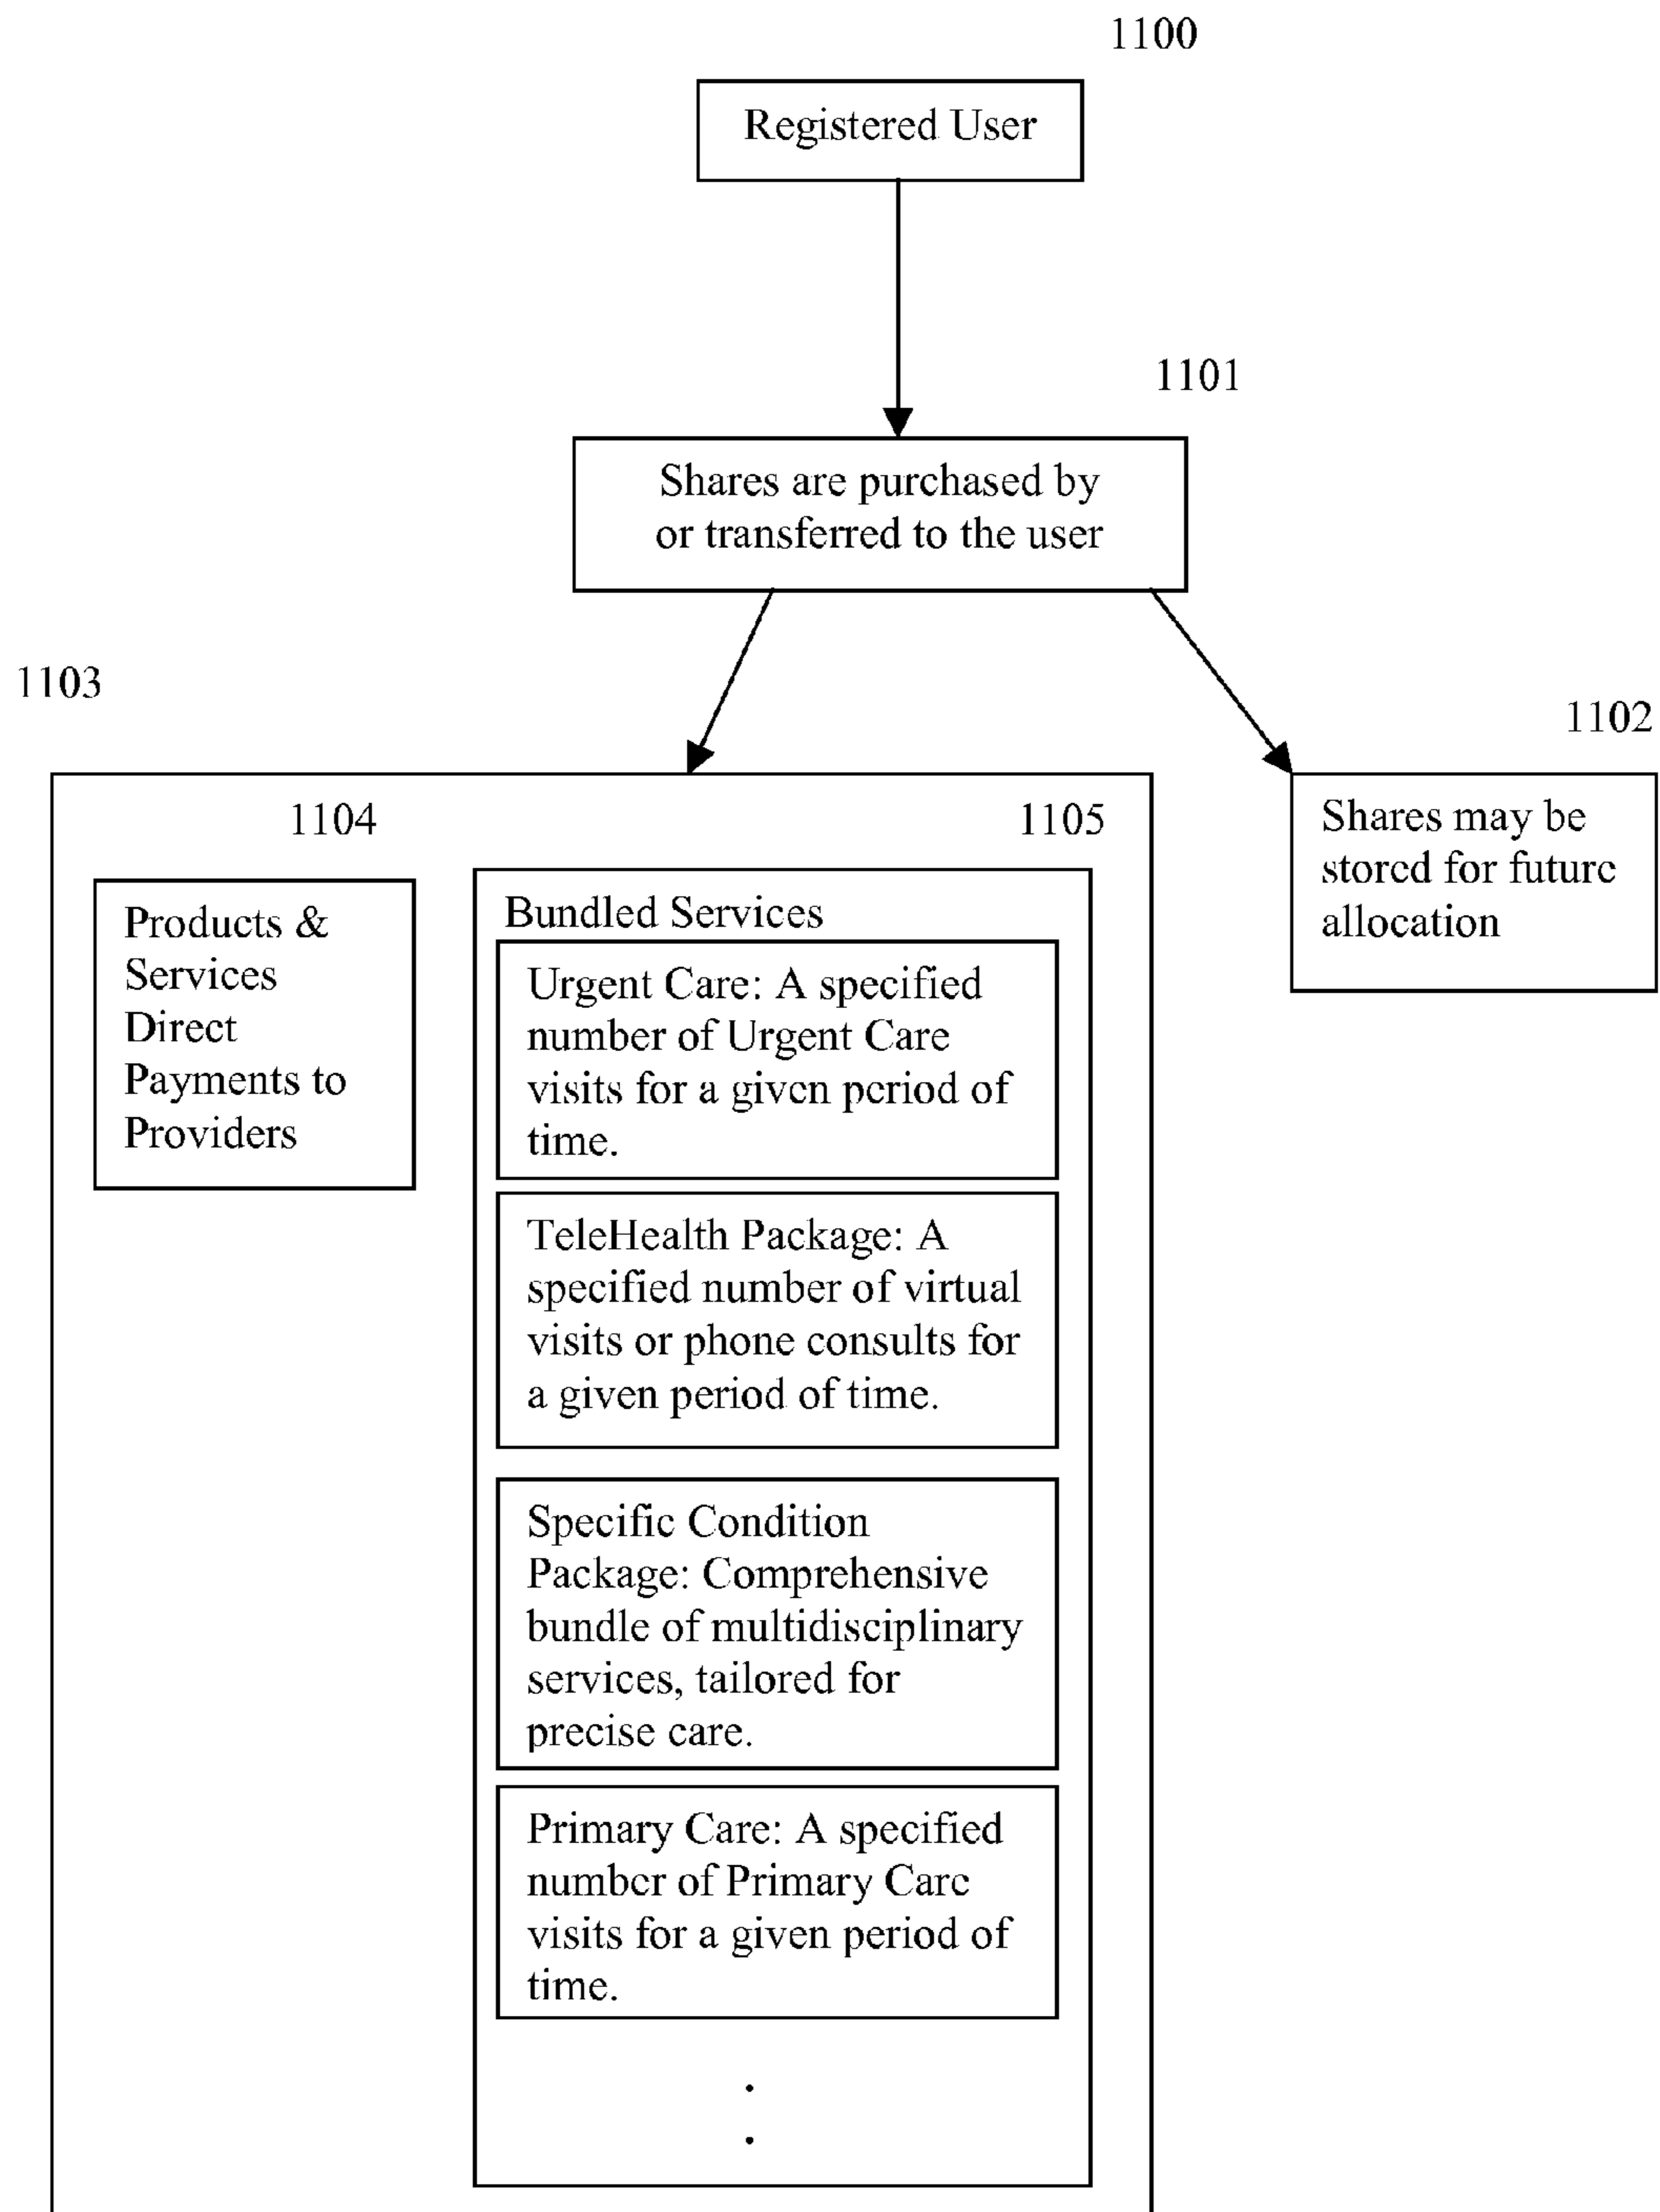 1100
Registered User
1101
Shares are purchased by
or transferred to the user
1103
1102
1104
1105
Shares may be
stored for future
allocation
Products &
Services
Direct
Payments to
Providers
Bundled Services
Urgent Care: A specified
number of Urgent Care
visits for a given period of
time.
TeleHealth Package: A
specified number of virtual
visits or phone consults for
a given period of time.
Specific Condition
Package: Comprehensive
bundle of multidisciplinary
services, tailored for
precise care.
Primary Care: A specified
number of Primary Care
visits for a given period of
time.
.
.